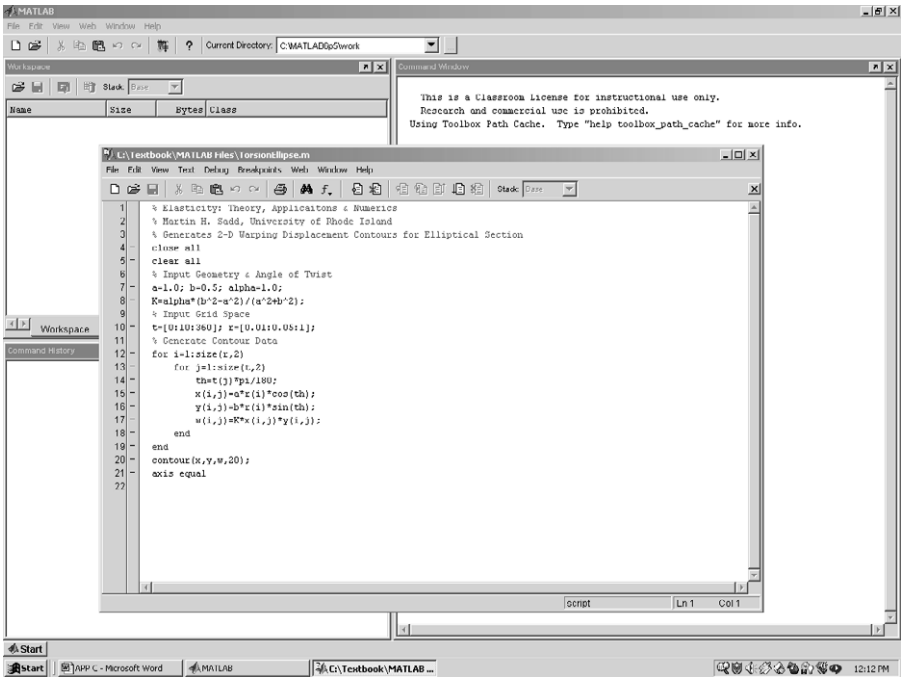 MATLAB
File Edit View Web Window Help
Current Directory: C:\MATLAB6p5\work
Workspace
Stack: Base
Name Size Bytes Class
Command Window
This is a Classroom License for instructional use only.
Research and commercial use is prohibited.
Using Toolbox Path Cache. Type "help toolbox_path_cache" for more info.
C:\Textbook\MATLAB Files\TorsionEllipse.m
File Edit View Text Debug Breakpoints Web Window Help
Stack: Base
1 % Elasticity: Theory, Applicaitons & Numerics
2 % Martin H. Sadd, University of Rhode Island
3 % Generates 2-D Warping Displacement Contours for Elliptical Section
4 - close all
5 - clear all
6 % Input Geometry & Angle of Twist
7 - a=1.0; b=0.5; alpha=1.0;
8 - K=alpha*(b^2-a^2)/(a^2+b^2);
9 % Input Grid Space
10 - t=[0:10:360]; r=[0.01:0.05:1];
11 % Generate Contour Data
12 - for i=1:size(r,2)
13 - for j=1:size(t,2)
14 - th=t(j)*pi/180;
15 - x(i,j)=a*r(i)*cos(th);
16 - y(i,j)=b*r(i)*sin(th);
17 - w(i,j)=K*x(i,j)*y(i,j);
18 - end
19 - end
20 - contour(x,y,w,20);
21 - axis equal
22
script Ln 1 Col 1
Workspace
Command History
Start
Start APP C - Microsoft Word MATLAB C:\Textbook\MATLAB ... 12:12 PM